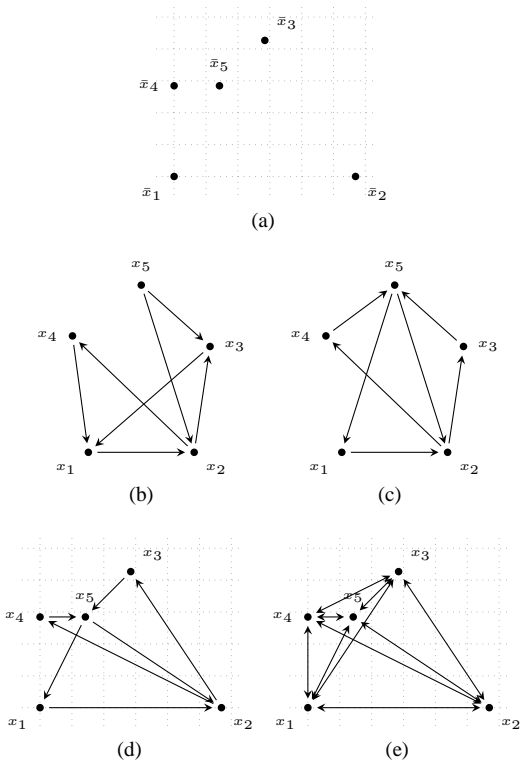 x̄₃
x̄₅
x̄₄
x̄₁ x̄₂
(a)
x₅ x₅
x₄ x₃ x₄ x₃
x₁ x₂ x₁ x₂
(b) (c)
x₃ x₃
x₄ x₅ x₄ x₅
x₁ x₂ x₁ x₂
(d) (e)